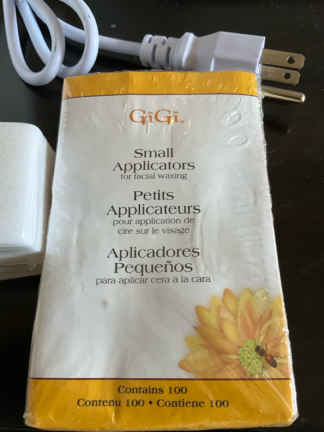 GiGi
Small
Applicators
for facial waxing
Petits
Applicateurs
pour application de
cire sur le visage
Aplicadores
Pequeños
para aplicar cera a la cara
Contains 100
Contenu 100 • Contiene 100